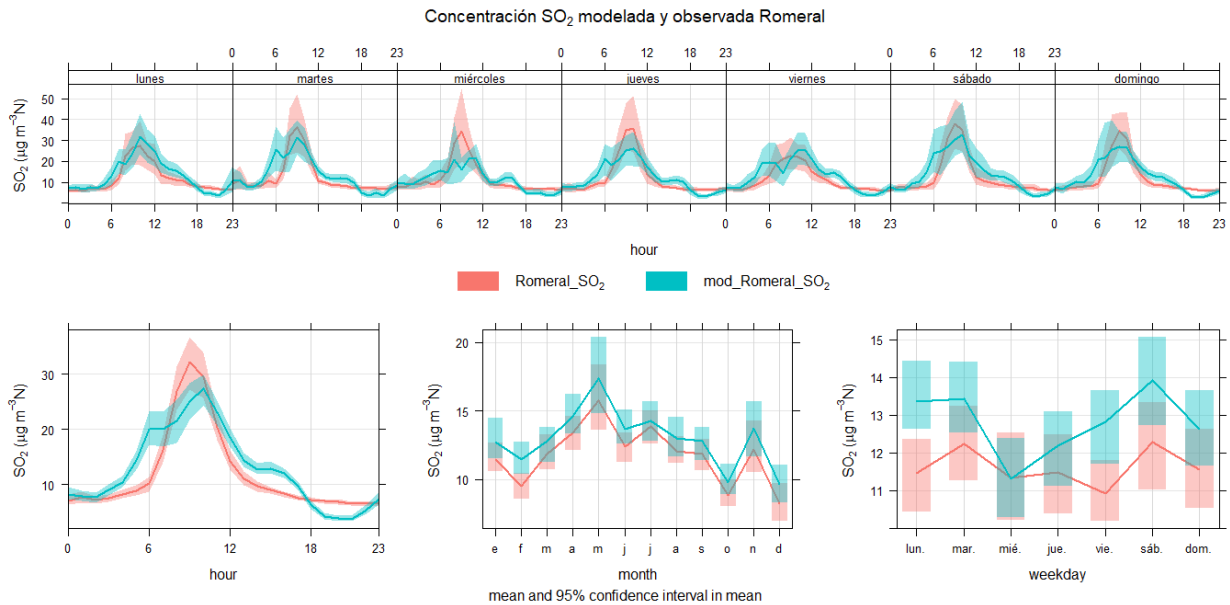 Concentración SO₂ modelada y observada Romeral
0 6 12 18 23 0 6 12 18 23 0 6 12 18 23
lunes martes miércoles jueves viernes sábado domingo
SO₂ (μg m⁻³N)
50
40
30
20
10
0 6 12 18 23 0 6 12 18 23 0 6 12 18 23 0 6 12 18 23
hour
Romeral_SO₂ mod_Romeral_SO₂
SO₂ (μg m⁻³N)
30
20
10
0 6 12 18 23
hour
SO₂ (μg m⁻³N)
20
15
10
e f m a m j j a s o n d
month
SO₂ (μg m⁻³N)
15
14
13
12
11
lun. mar. mié. jue. vie. sáb. dom.
weekday
mean and 95% confidence interval in mean